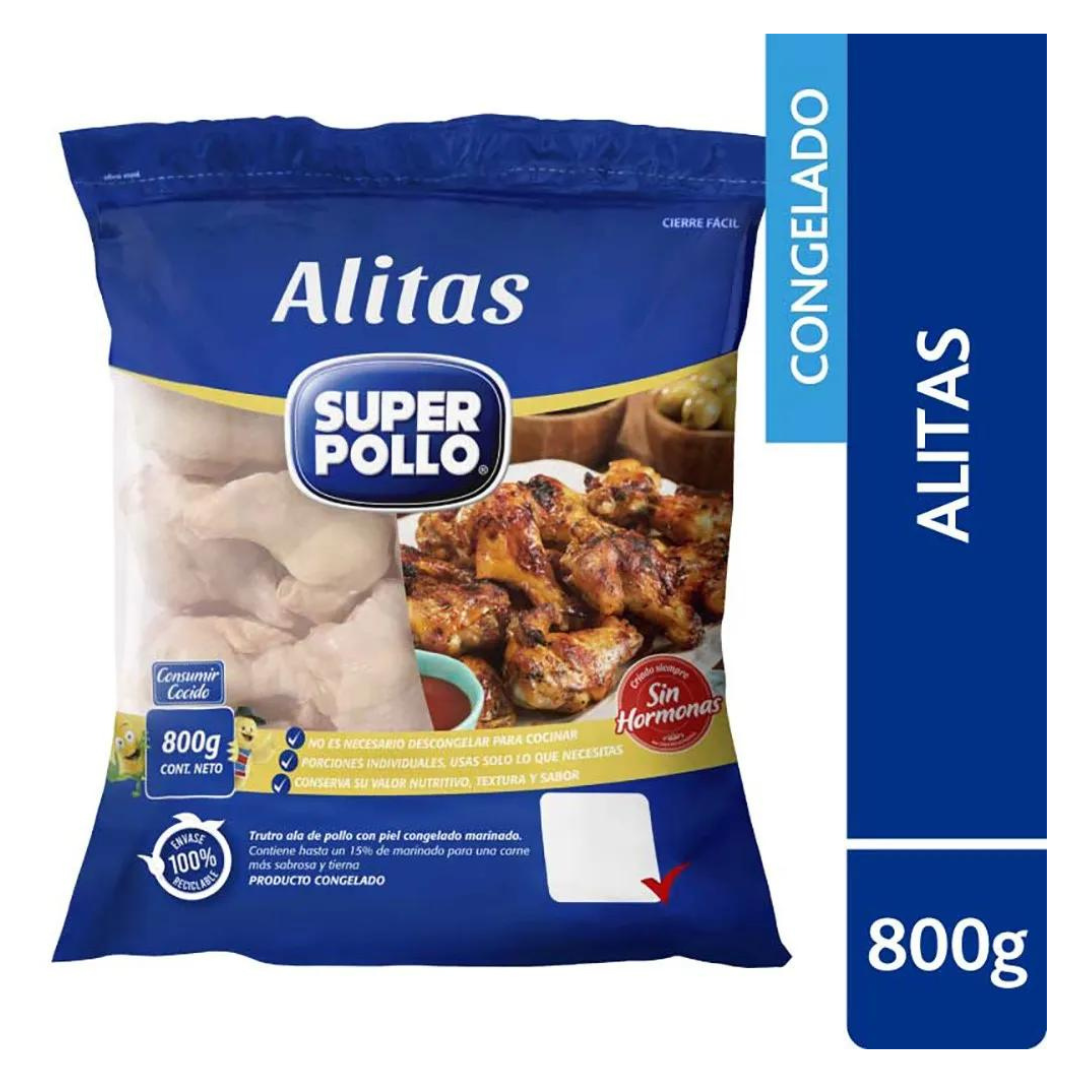 CIERRE FÁCIL
Alitas
SUPER
POLLO®
Consumir
Cocido
800g
CONT. NETO
Criado siempre
Sin
Hormonas
NO ES NECESARIO DESCONGELAR PARA COCINAR
PORCIONES INDIVIDUALES, USAS SOLO LO QUE NECESITAS
CONSERVA SU VALOR NUTRITIVO, TEXTURA Y SABOR
ENVASE
100%
RECICLABLE
Trutro ala de pollo con piel congelado marinado.
Contiene hasta un 15% de marinado para una carne
más sabrosa y tierna
PRODUCTO CONGELADO
CONGELADO
ALITAS
800g